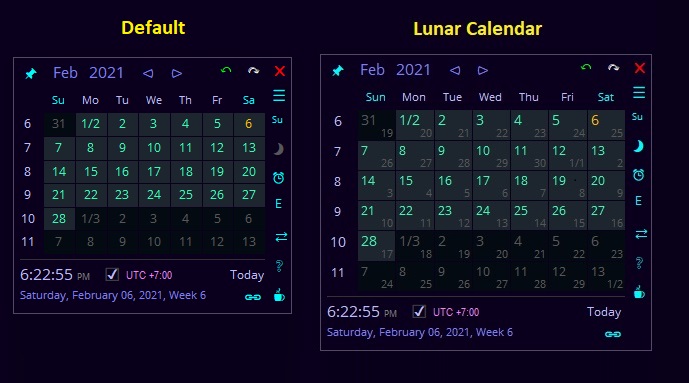 Default
Feb 2021
Su Mo Tu We Th Fr Sa
Su
6 31 1/2 2 3 4 5 6
7 7 8 9 10 11 12 13
8 14 15 16 17 18 19 20
9 21 22 23 24 25 26 27
E
10 28 1/3 2 3 4 5 6
11 7 8 9 10 11 12 13
?
6:22:55 PM UTC +7:00 Today
Saturday, February 06, 2021, Week 6
Lunar Calendar
Feb 2021
Sun Mon Tue Wed Thu Fri Sat
Su
6 31 1/2 2 3 4 5 6
19 20 21 22 23 24 25
7 7 8 9 10 11 12 13
26 27 28 29 30 1/1 2
8 14 15 16 17 18 19 20
3 4 5 6 7 8 9
E
9 21 22 23 24 25 26 27
10 11 12 13 14 15 16
10 28 1/3 2 3 4 5 6
17 18 19 20 21 22 23
11 7 8 9 10 11 12 13
24 25 26 27 28 29 1/2
?
6:22:55 PM UTC +7:00 Today
Saturday, February 06, 2021, Week 6